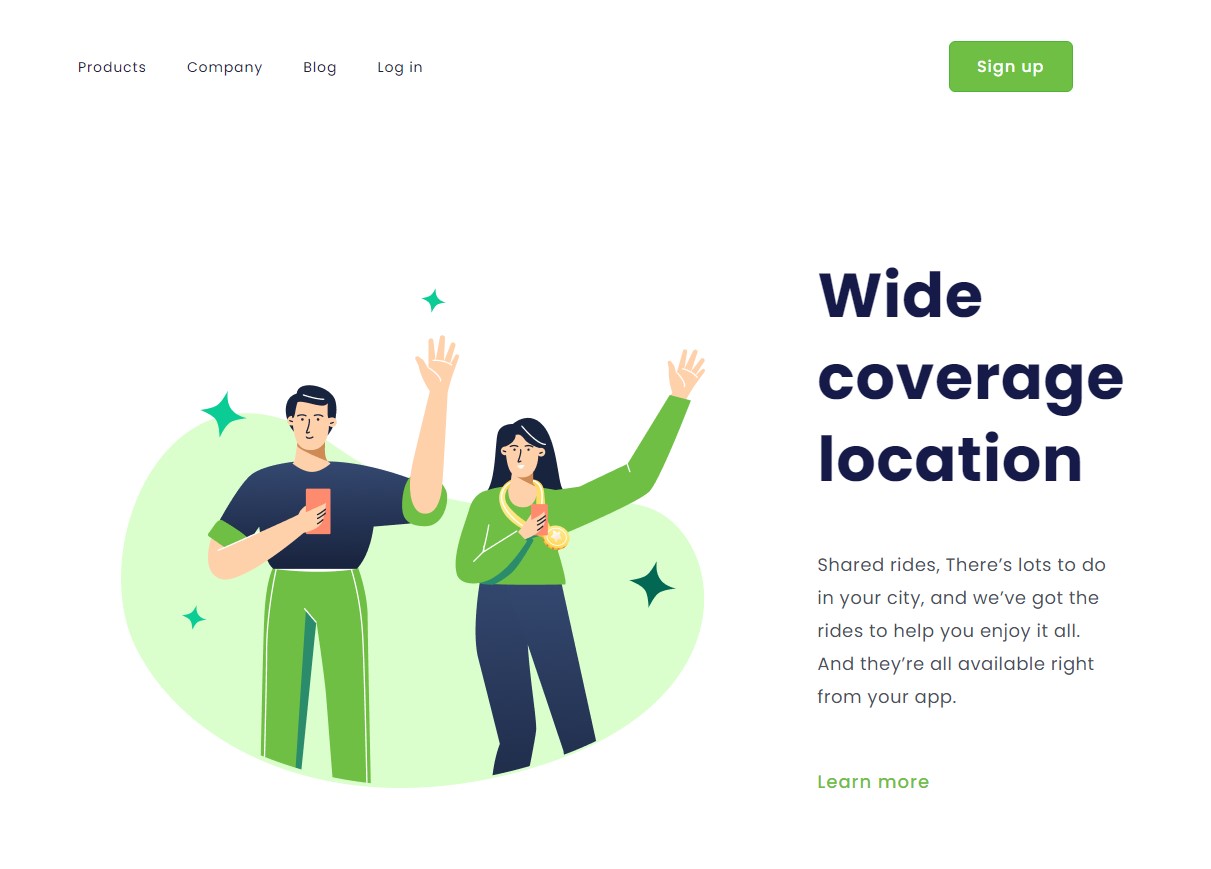 Products Company Blog Log in Sign up
Wide
coverage
location
Shared rides, There’s lots to do
in your city, and we’ve got the
rides to help you enjoy it all.
And they’re all available right
from your app.
Learn more